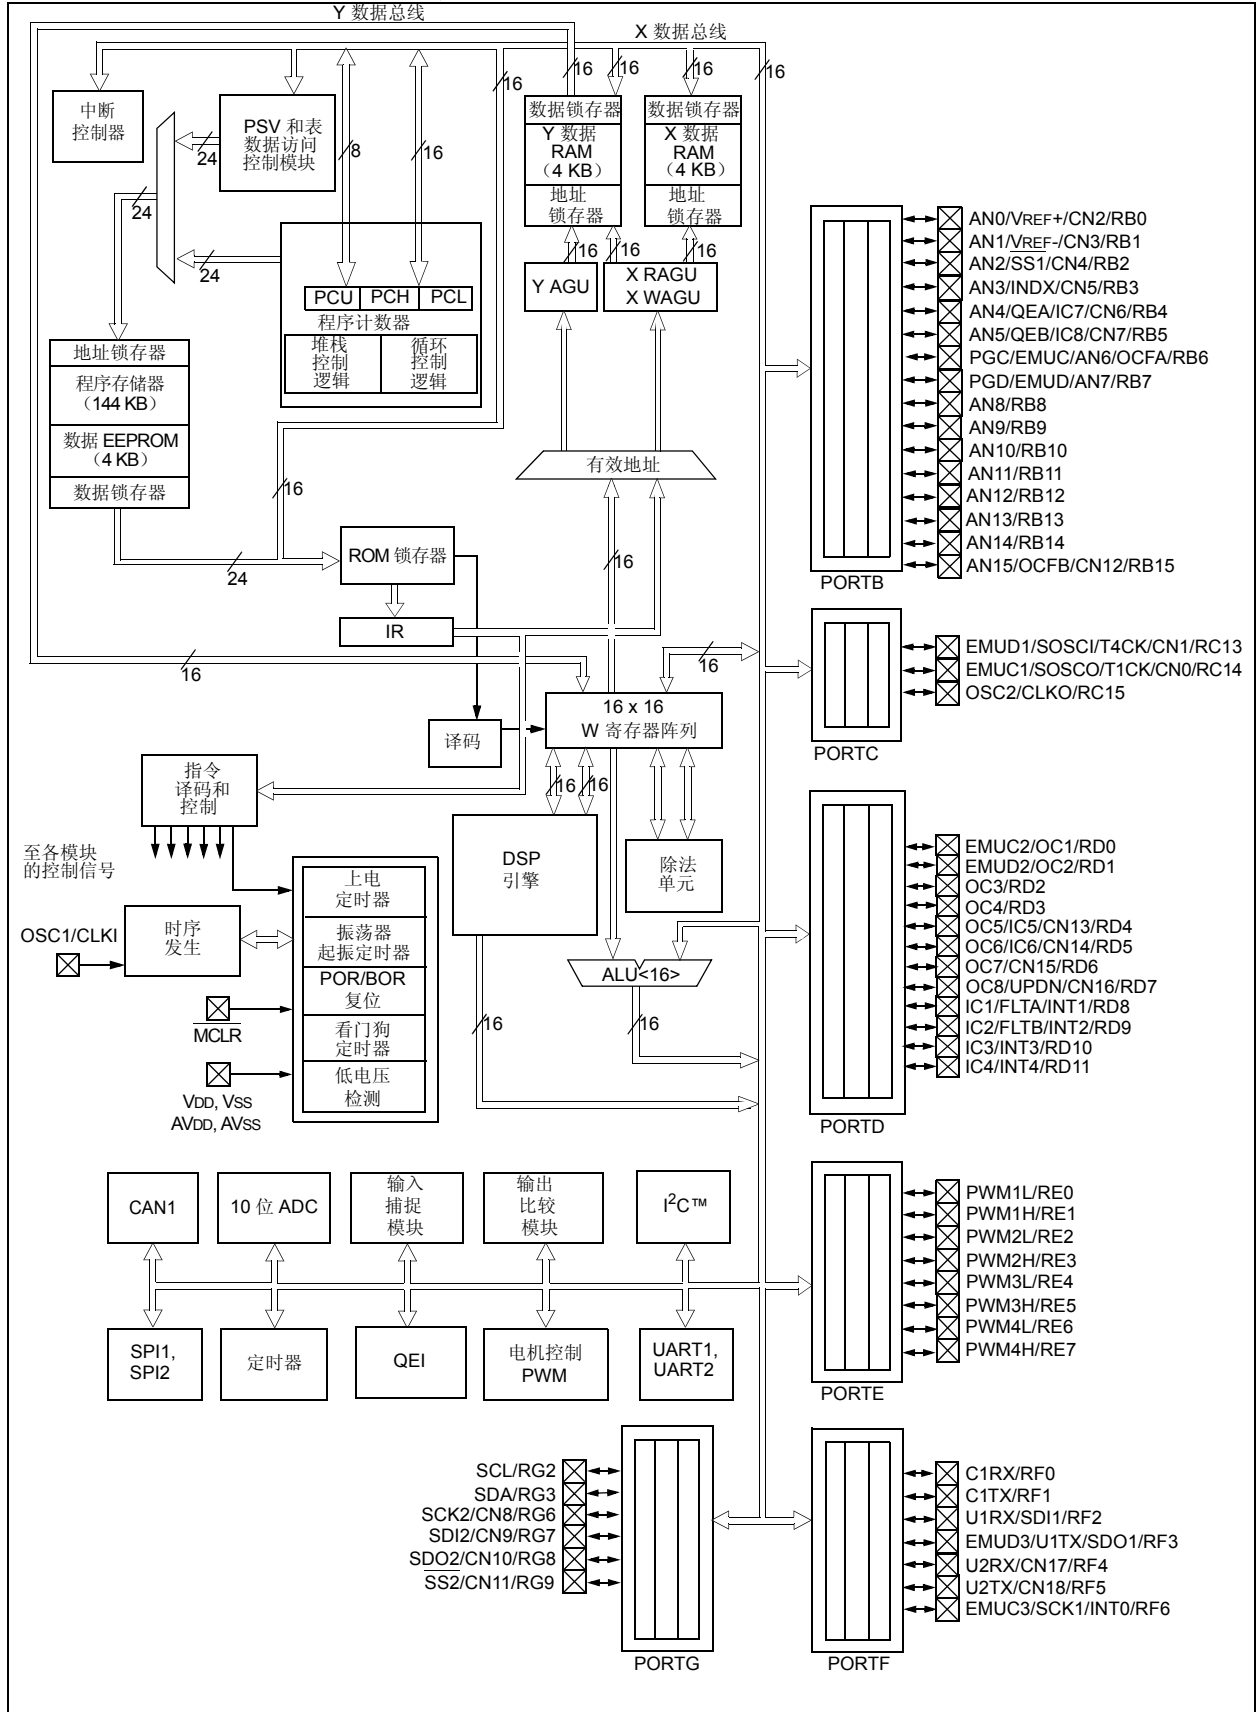 Y 数据总线
X 数据总线
16
16
16
16
16
中断
控制器
PSV 和表
数据访问
控制模块
24
8
16
24
24
数据锁存器
Y 数据
RAM
(4 KB)
地址
锁存器
数据锁存器
X 数据
RAM
(4 KB)
地址
锁存器
16
16
16
Y AGU
X RAGU
X WAGU
PCU
PCH
PCL
程序计数器
堆栈
控制
逻辑
循环
控制
逻辑
地址锁存器
程序存储器
(144 KB)
数据 EEPROM
(4 KB)
数据锁存器
16
24
有效地址
16
ROM 锁存器
IR
16
16
16 x 16
W 寄存器阵列
译码
指令
译码和
控制
16
16
至各模块
的控制信号
DSP
引擎
除法
单元
OSC1/CLKI
时序
发生
上电
定时器
振荡器
起振定时器
POR/BOR
复位
看门狗
定时器
低电压
检测
MCLR
VDD, VSS
AVDD, AVSS
ALU<16>
16
16
CAN1
10 位 ADC
输入
捕捉
模块
输出
比较
模块
I²C™
SPI1,
SPI2
定时器
QEI
电机控制
PWM
UART1,
UART2
AN0/VREF+/CN2/RB0
AN1/VREF-/CN3/RB1
AN2/SS1/CN4/RB2
AN3/INDX/CN5/RB3
AN4/QEA/IC7/CN6/RB4
AN5/QEB/IC8/CN7/RB5
PGC/EMUC/AN6/OCFA/RB6
PGD/EMUD/AN7/RB7
AN8/RB8
AN9/RB9
AN10/RB10
AN11/RB11
AN12/RB12
AN13/RB13
AN14/RB14
AN15/OCFB/CN12/RB15
PORTB
EMUD1/SOSCI/T4CK/CN1/RC13
EMUC1/SOSCO/T1CK/CN0/RC14
OSC2/CLKO/RC15
PORTC
EMUC2/OC1/RD0
EMUD2/OC2/RD1
OC3/RD2
OC4/RD3
OC5/IC5/CN13/RD4
OC6/IC6/CN14/RD5
OC7/CN15/RD6
OC8/UPDN/CN16/RD7
IC1/FLTA/INT1/RD8
IC2/FLTB/INT2/RD9
IC3/INT3/RD10
IC4/INT4/RD11
PORTD
PWM1L/RE0
PWM1H/RE1
PWM2L/RE2
PWM2H/RE3
PWM3L/RE4
PWM3H/RE5
PWM4L/RE6
PWM4H/RE7
PORTE
SCL/RG2
SDA/RG3
SCK2/CN8/RG6
SDI2/CN9/RG7
SDO2/CN10/RG8
SS2/CN11/RG9
PORTG
C1RX/RF0
C1TX/RF1
U1RX/SDI1/RF2
EMUD3/U1TX/SDO1/RF3
U2RX/CN17/RF4
U2TX/CN18/RF5
EMUC3/SCK1/INT0/RF6
PORTF